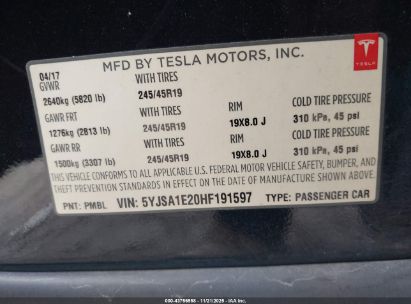 MFD BY TESLA MOTORS, INC.
TESLA
04/17
GVWR WITH TIRES
2640kg (5820 lb) 245/45R19
GAWR FRT WITH TIRES RIM COLD TIRE PRESSURE
1276kg (2813 lb) 245/45R19 19X8.0 J 310 kPa, 45 psi
GAWR RR WITH TIRES RIM COLD TIRE PRESSURE
1500kg (3307 lb) 245/45R19 19X8.0 J 310 kPa, 45 psi
THIS VEHICLE CONFORMS TO ALL APPLICABLE U.S. FEDERAL MOTOR VEHICLE SAFETY, BUMPER, AND
THEFT PREVENTION STANDARDS IN EFFECT ON THE DATE OF MANUFACTURE SHOWN ABOVE.
PNT: PMBL VIN: 5YJSA1E20HF191597 TYPE: PASSENGER CAR